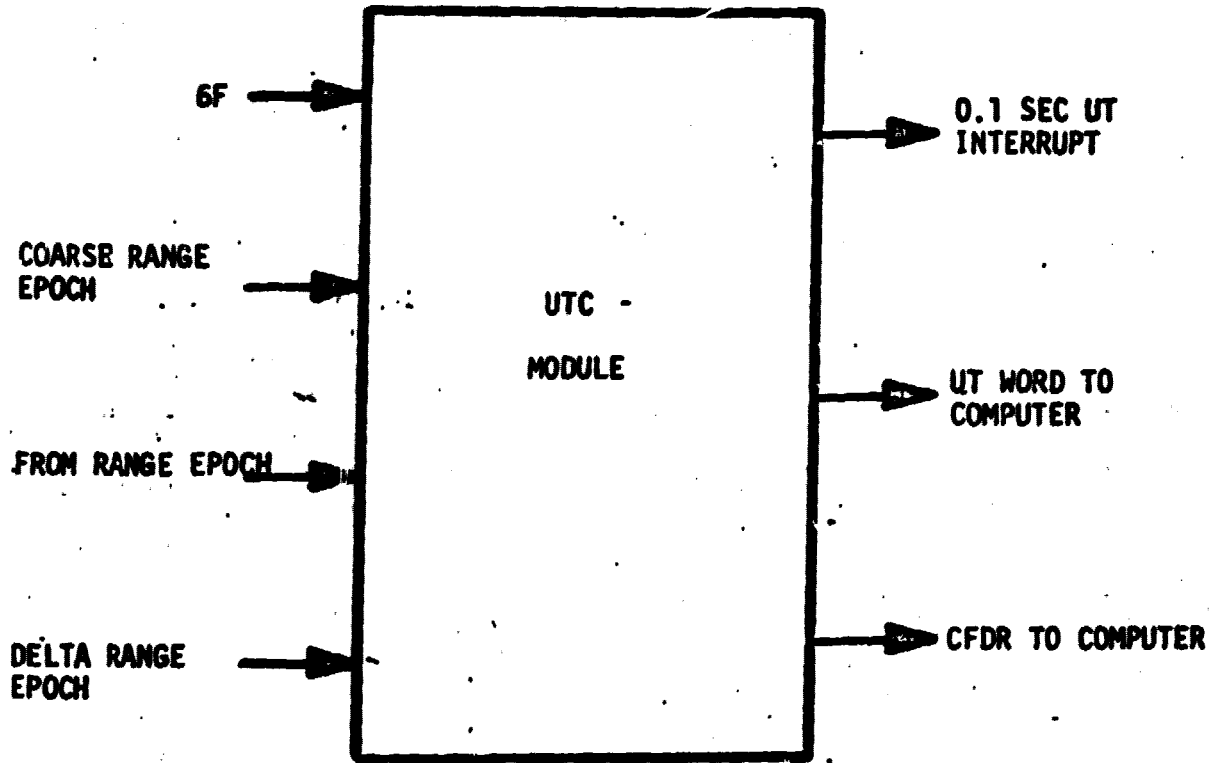 6F
COARSE RANGE
EPOCH
.FROM RANGE EPOCH
DELTA RANGE
EPOCH
UTC -
MODULE
0.1 SEC UT
INTERRUPT
UT WORD TO
COMPUTER
CFDR TO COMPUTER